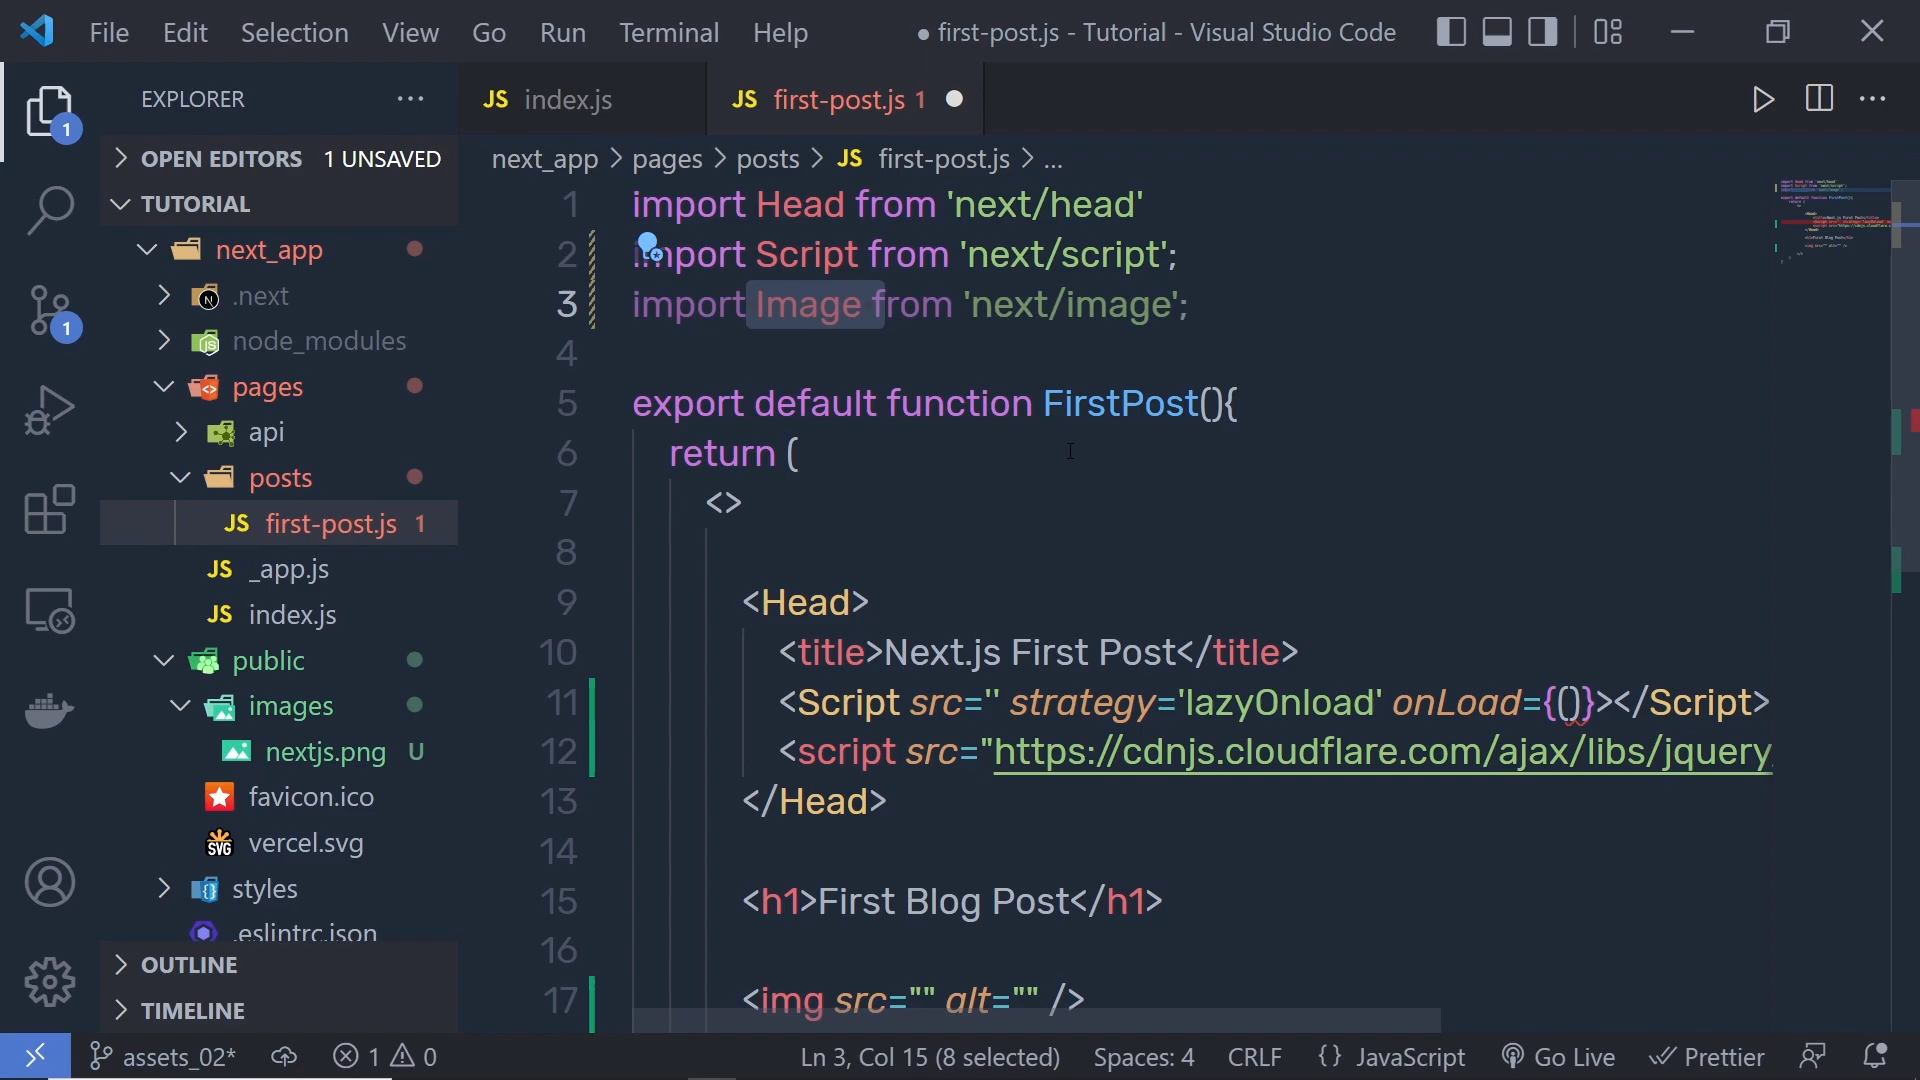 File Edit Selection View Go Run Terminal Help
● first-post.js - Tutorial - Visual Studio Code
EXPLORER
1
OPEN EDITORS 1 UNSAVED
TUTORIAL
next_app
.next
node_modules
1
pages
api
posts
JS first-post.js 1
JS _app.js
JS index.js
public
images
nextjs.png U
favicon.ico
SVG vercel.svg
styles
.eslintrc.json
OUTLINE
TIMELINE
JS index.js
JS first-post.js 1
next_app > pages > posts > JS first-post.js > ...
1 import Head from 'next/head'
2 import Script from 'next/script';
3 import Image from 'next/image';
4
5 export default function FirstPost(){
6 return (
7 <>
8
9 <Head>
10 <title>Next.js First Post</title>
11 <Script src='' strategy='lazyOnload' onLoad={()}></Script>
12 <script src="https://cdnjs.cloudflare.com/ajax/libs/jquery
13 </Head>
14
15 <h1>First Blog Post</h1>
16
17 <img src="" alt="" />
assets_02* 1 0 Ln 3, Col 15 (8 selected) Spaces: 4 CRLF {} JavaScript Go Live Prettier